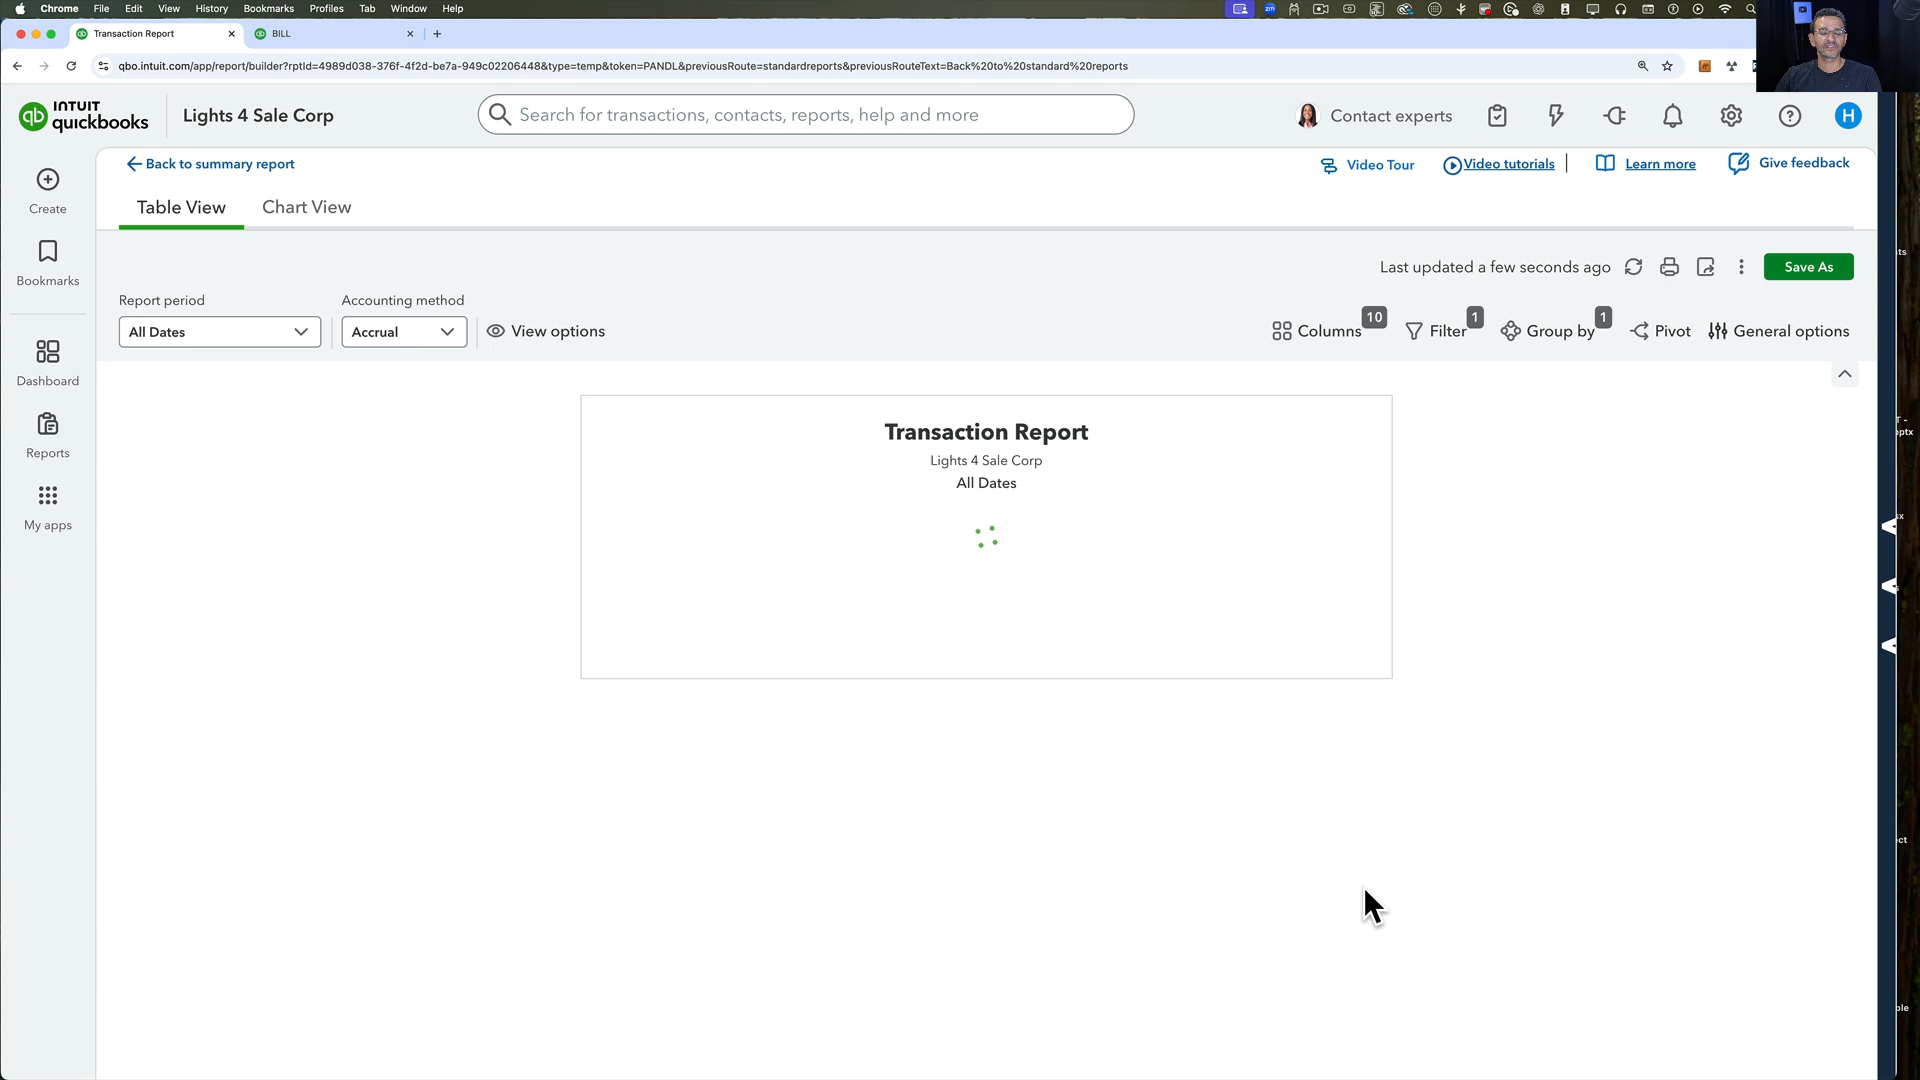 Chrome File Edit View History Bookmarks Profiles Tab Window Help
Transaction Report
BILL
qbo.intuit.com/app/report/builder?rptId=4989d038-376f-4f2d-be7a-949c02206448&type=temp&token=PANDL&previousRoute=standardreports&previousRouteText=Back%20to%20standard%20reports
qb INTUIT quickbooks
Lights 4 Sale Corp
Search for transactions, contacts, reports, help and more
Contact experts
H
Back to summary report
Video Tour
Video tutorials
Learn more
Give feedback
Create
Bookmarks
Dashboard
Reports
My apps
Table View
Chart View
Last updated a few seconds ago
Save As
Report period
Accounting method
All Dates
Accrual
View options
Columns 10
Filter 1
Group by 1
Pivot
General options
Transaction Report
Lights 4 Sale Corp
All Dates